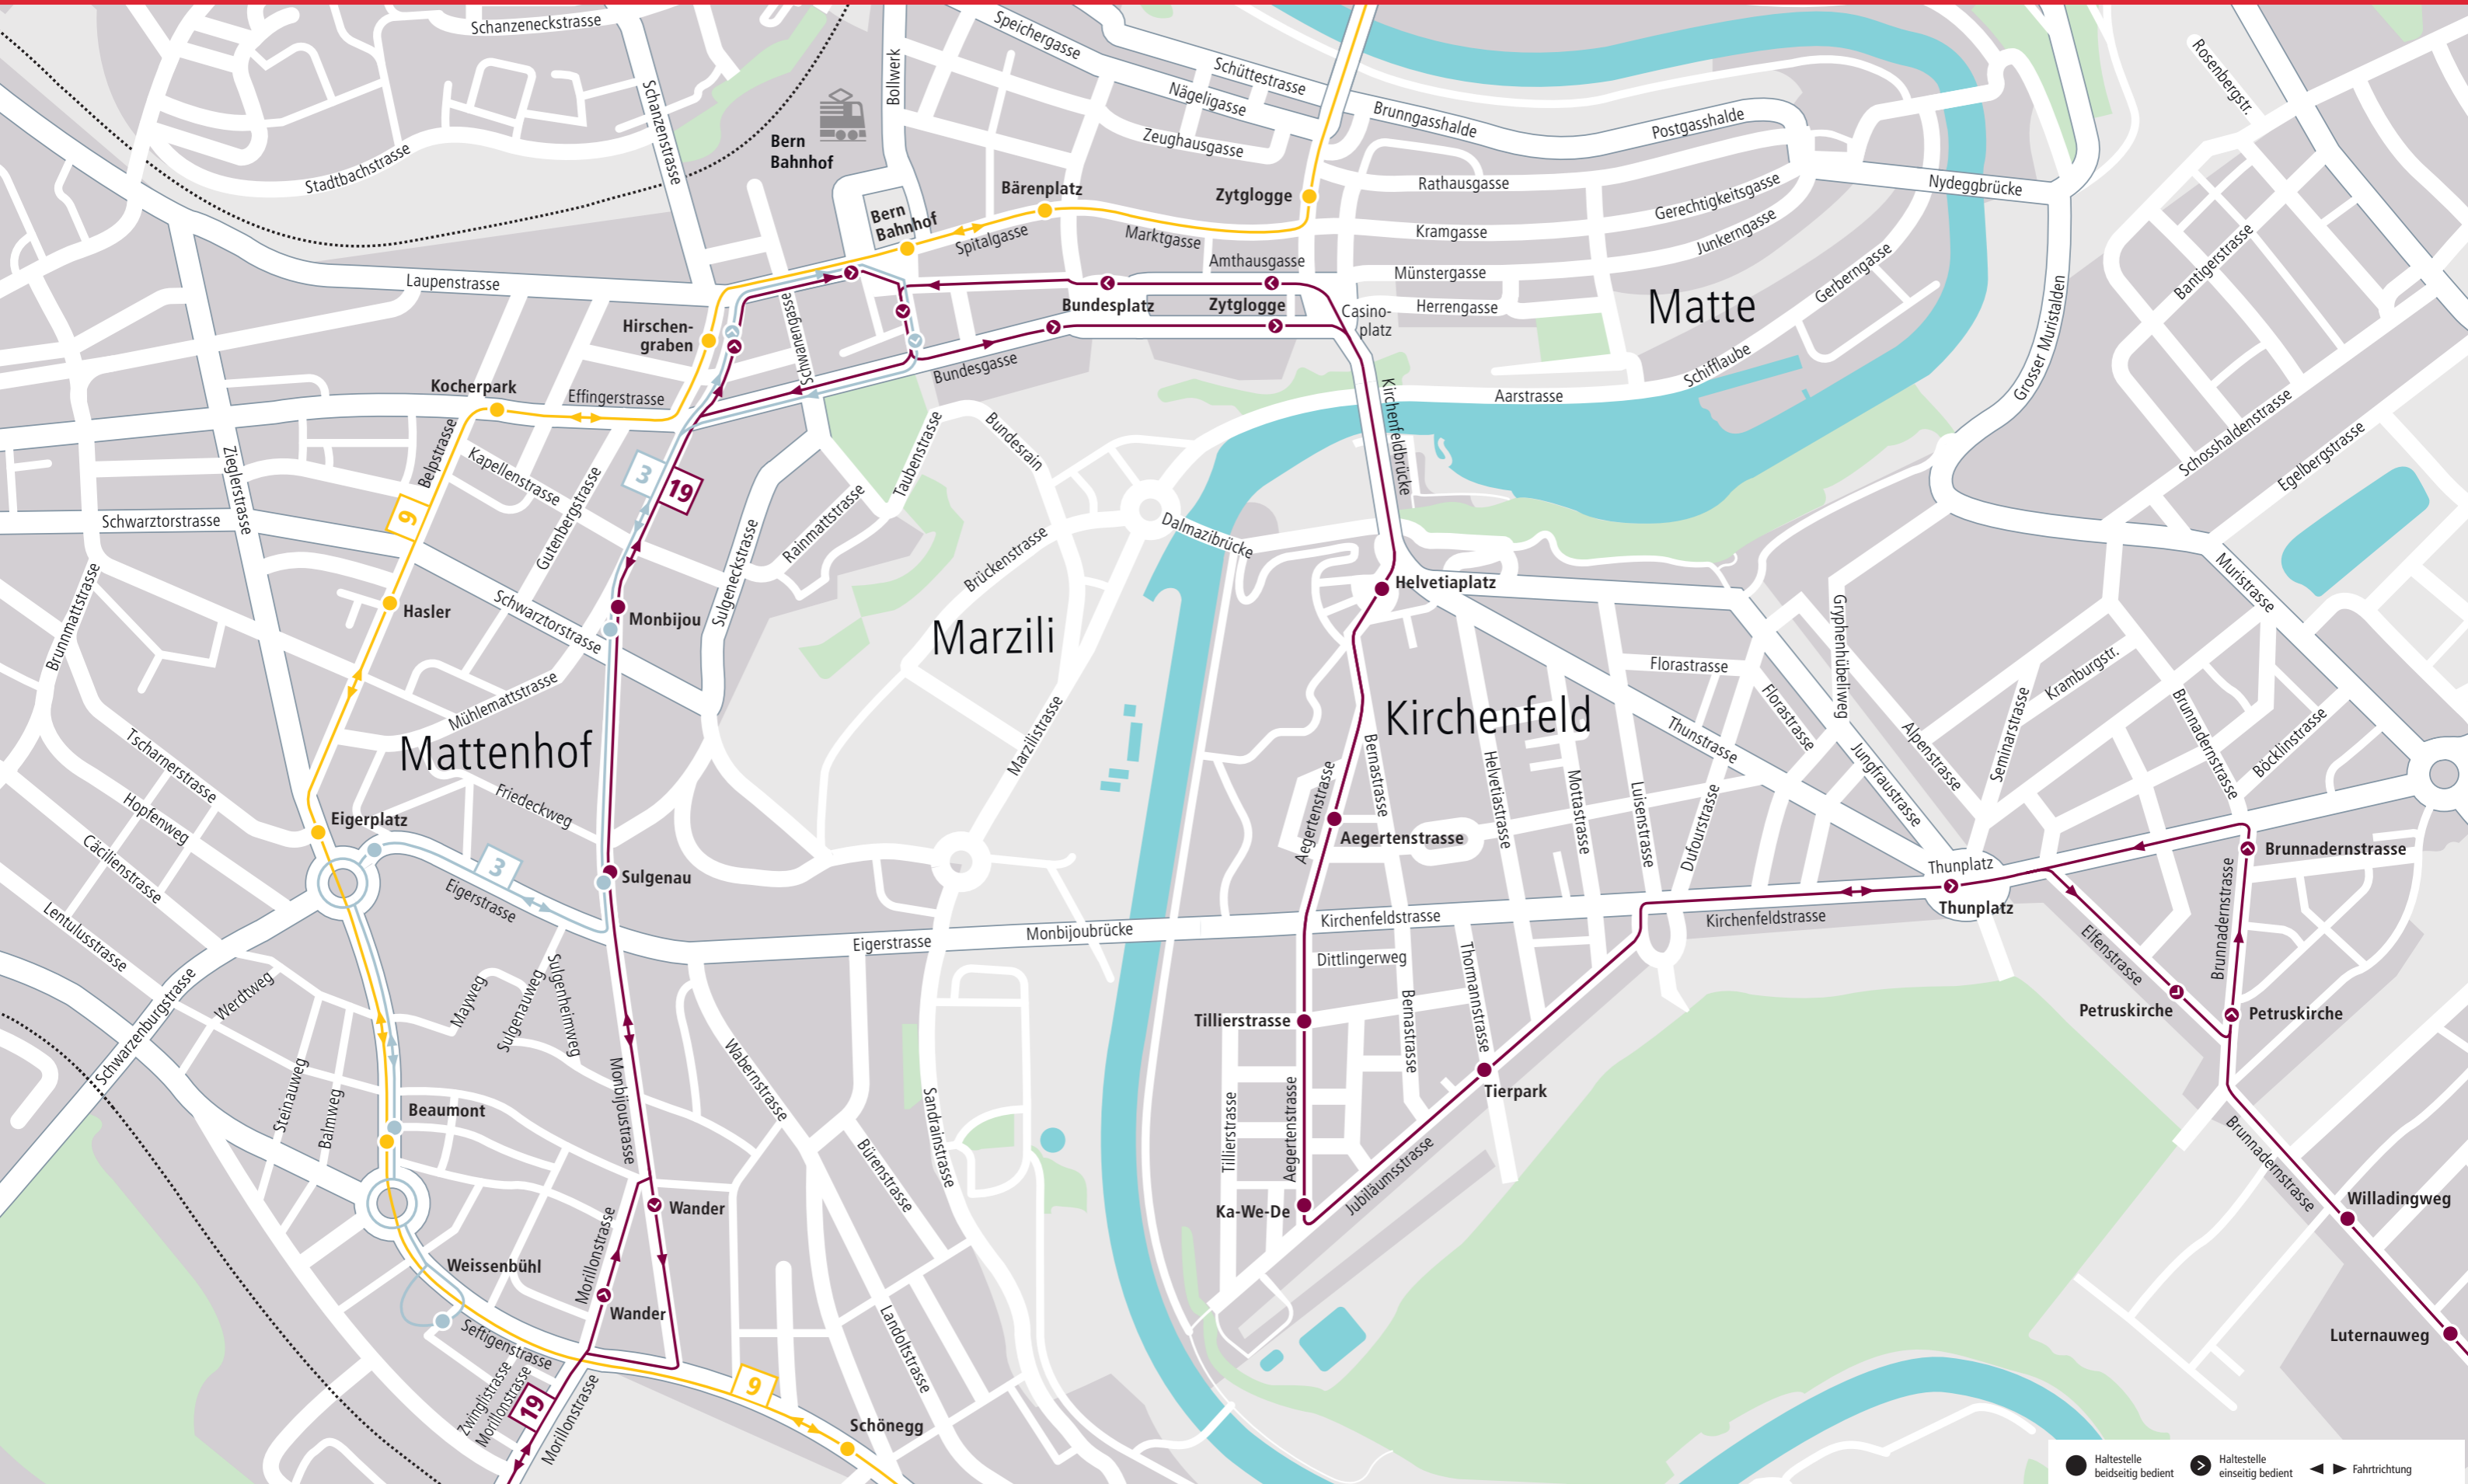 Schanzeneckstrasse
Speichergasse
Schüttestrasse
Rosenbergstr.
Bollwerk
Schanzenstrasse
Nägeligasse
Brunngasshalde
Postgasshalde
Bern
Bahnhof
Zeughausgasse
Stadtbachstrasse
Bärenplatz
Zytglogge
Rathausgasse
Nydeggbrücke
Gerechtigkeitsgasse
Bern
Bahnhof
Spitalgasse
Marktgasse
Kramgasse
Junkerngasse
Bantigerstrasse
Laupenstrasse
Amthausgasse
Münstergasse
Gerberngasse
Bundesplatz
Zytglogge
Herrengasse
Matte
Casino-
platz
Hirschen-
graben
Schwanengasse
Bundesgasse
Schifflaube
Grosser Muristalden
Kocherpark
Effingerstrasse
Aarstrasse
Kirchenfeldbrücke
Schosshaldenstrasse
Egelbergstrasse
Belpstrasse
Kapellenstrasse
Taubenstrasse
Bundesrain
Zieglerstrasse
3
19
9
Schwarztorstrasse
Gutenbergstrasse
Rainmattstrasse
Sulgeneckstrasse
Dalmazibrücke
Brückenstrasse
Helvetiaplatz
Muristrasse
Brunnmattstrasse
Hasler
Schwarztorstrasse
Monbijou
Marzili
Gryphenhübeliweg
Florastrasse
Kramburgstr.
Mühlemattstrasse
Kirchenfeld
Florastrasse
Thunstrasse
Brunnadernstrasse
Seminarstrasse
Alpenstrasse
Böcklinstrasse
Marzilistrasse
Mattenhof
Tscharnerstrasse
Bernastrasse
Helvetiastrasse
Mottastrasse
Luisenstrasse
Jungfraustrasse
Dufourstrasse
Hopfenweg
Friedeckweg
Aegertenstrasse
Eigerplatz
Aegertenstrasse
Brunnadernstrasse
Cäcilienstrasse
3
Sulgenau
Thunplatz
Eigerstrasse
Thunplatz
Lentulusstrasse
Eigerstrasse
Monbijoubrücke
Kirchenfeldstrasse
Kirchenfeldstrasse
Brunnadernstrasse
Elfenstrasse
Dittlingerweg
Thormannstrasse
Werdtweg
Mayweg
Sulgenauweg
Sulgenheimweg
Schwarzenburgstrasse
Tillierstrasse
Bernastrasse
Petruskirche
Petruskirche
Steinauweg
Balmweg
Beaumont
Monbijoustrasse
Wabernstrasse
Sandrainstrasse
Tierpark
Tillierstrasse
Aegertenstrasse
Jubiläumsstrasse
Brunnadernstrasse
Bürenstrasse
Wander
Ka-We-De
Willadingweg
Weissenbühl
Morillonstrasse
Wander
Landoltstrasse
Luternauweg
Seftigenstrasse
Zwinglistrasse
Morillonstrasse
19
Morillonstrasse
9
Schönegg
Haltestelle
beidseitig bedient
Haltestelle
einseitig bedient
Fahrtrichtung